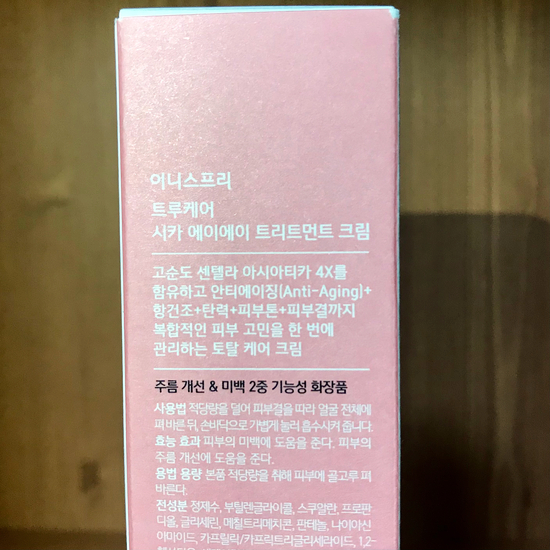 어니스프리
트루케어
시카 에이에이 트리트먼트 크림
고순도 센텔라 아시아티카 4X를
함유하고 안티에이징(Anti-Aging)+
항건조+탄력+피부톤+피부결까지
복합적인 피부 고민을 한 번에
관리하는 토탈 케어 크림
주름 개선 & 미백 2중 기능성 화장품
사용법 적당량을 덜어 피부결을 따라 얼굴 전체에
펴 바른 뒤, 손바닥으로 가볍게 눌러 흡수시켜 줍니다.
효능 효과 피부의 미백에 도움을 준다. 피부의
주름 개선에 도움을 준다.
용법 용량 본품 적당량을 취해 피부에 골고루 펴
바른다.
전성분 정제수, 부틸렌글라이콜, 스쿠알란, 프로판
디올, 글리세린, 메칠트리메치콘, 판테놀, 나이아신
아마이드, 카프릴릭/카프릭트라이글리세라이드, 1,2-